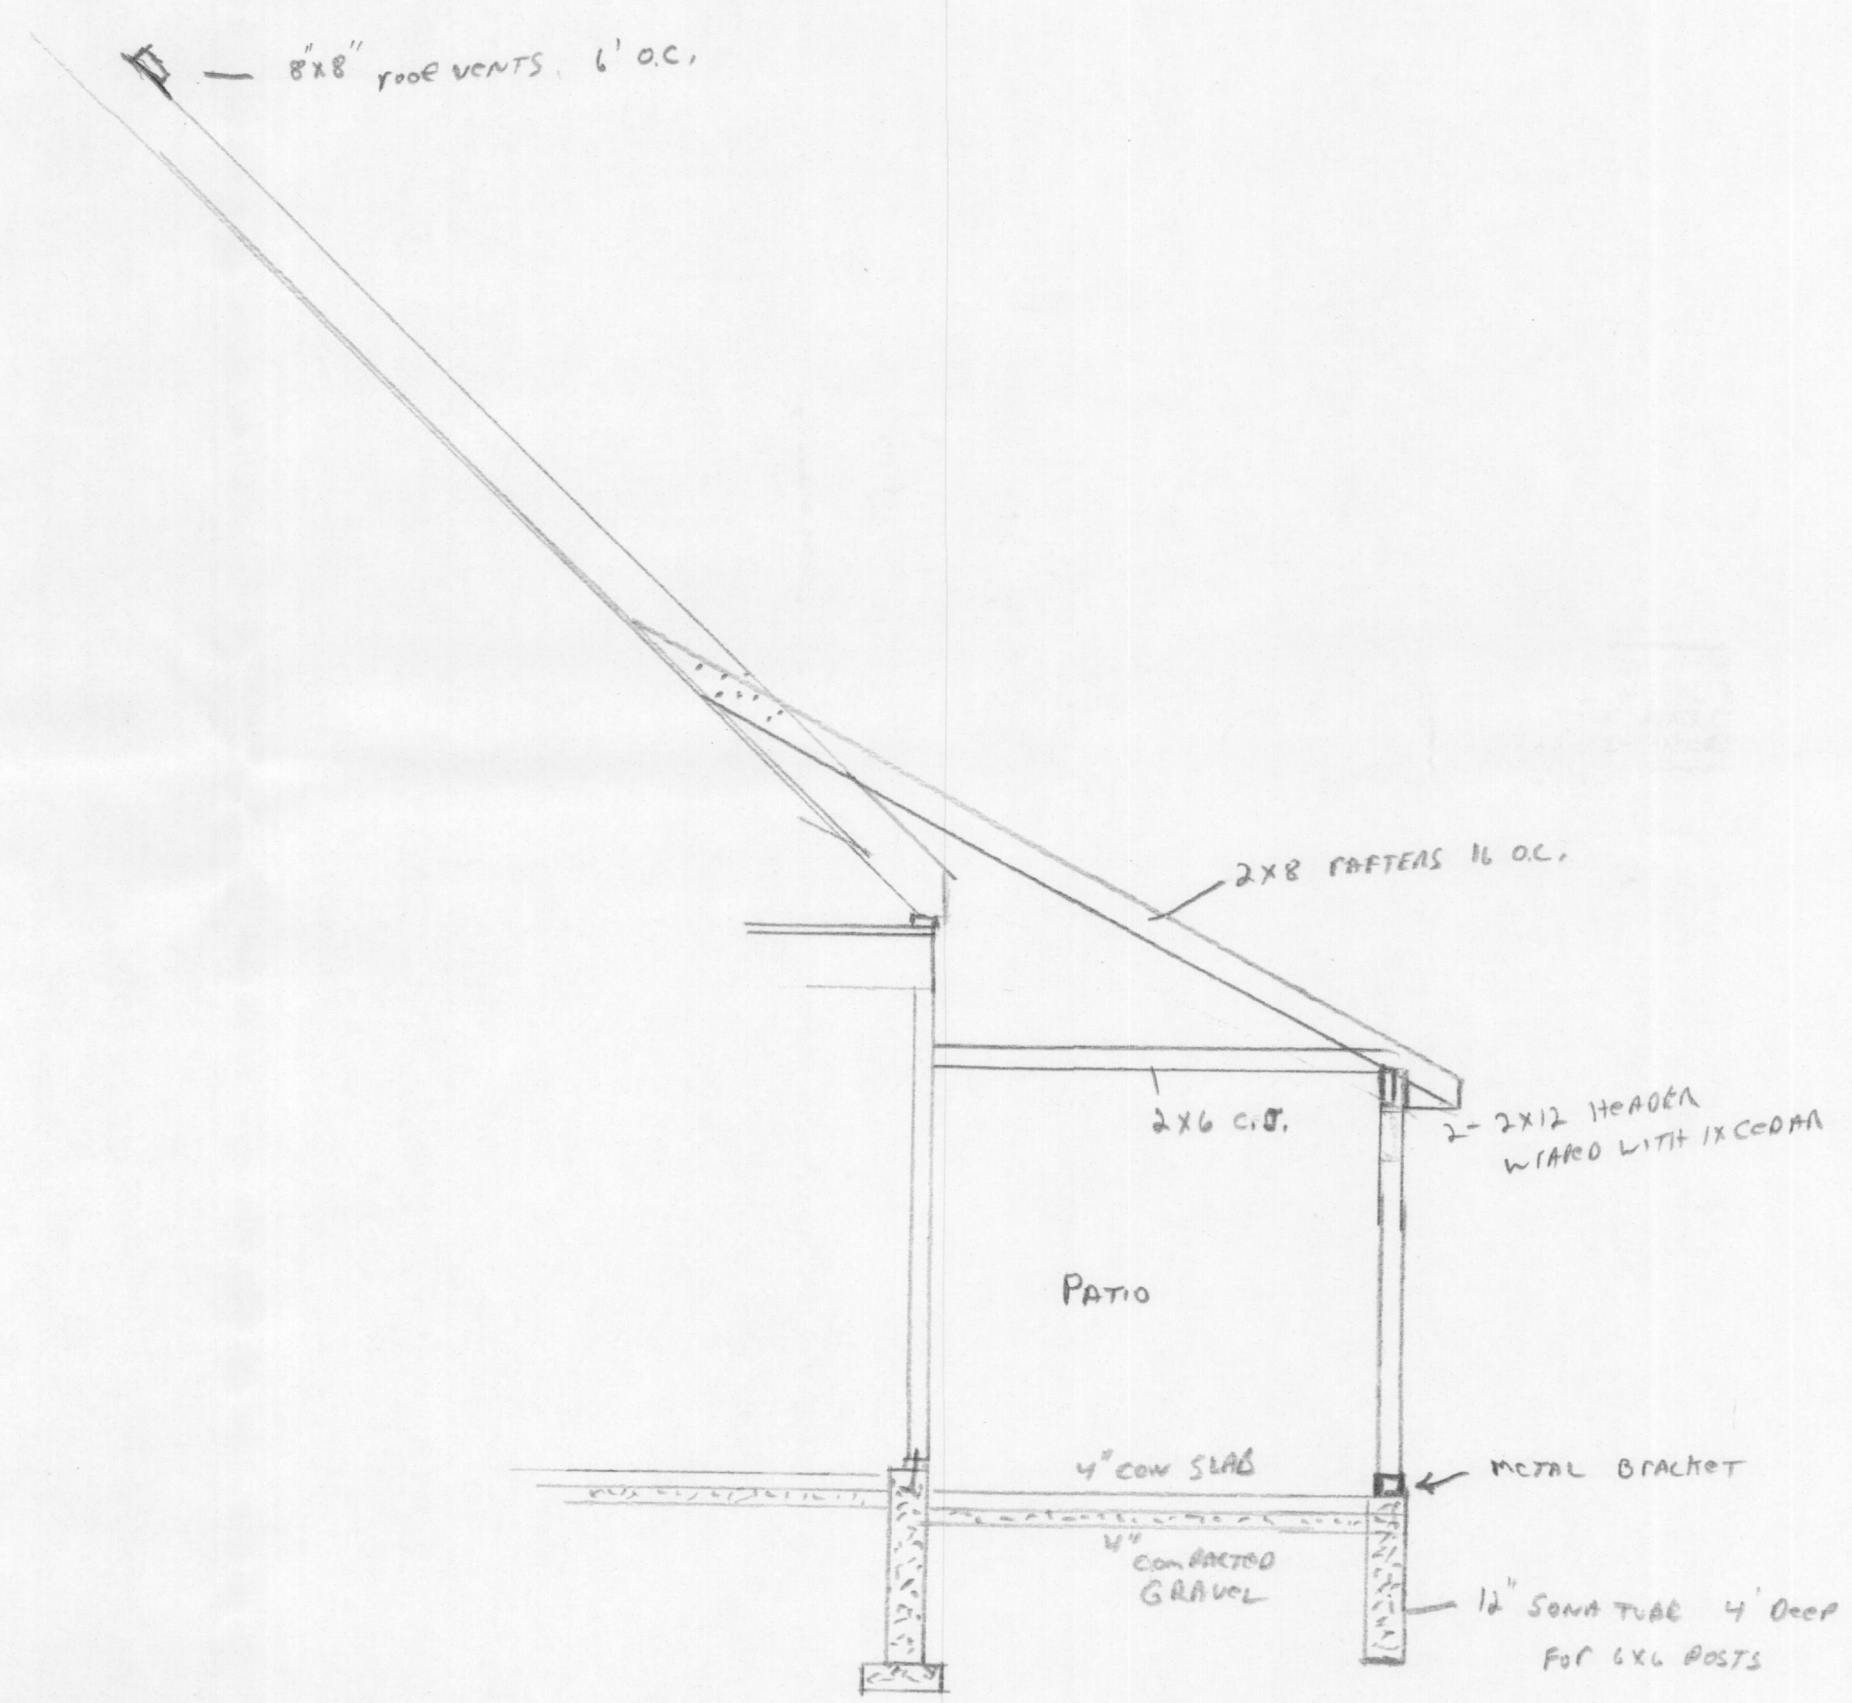 8"x8" roof vents 6' O.C.
2x8 rafters 16 O.C.
2x6 C.J.
2- 2x12 Header
wraped with 1x cedar
Patio
4" con slab
Metal Bracket
4"
compacted
gravel
12" sona tube 4' deep
for 6x6 posts